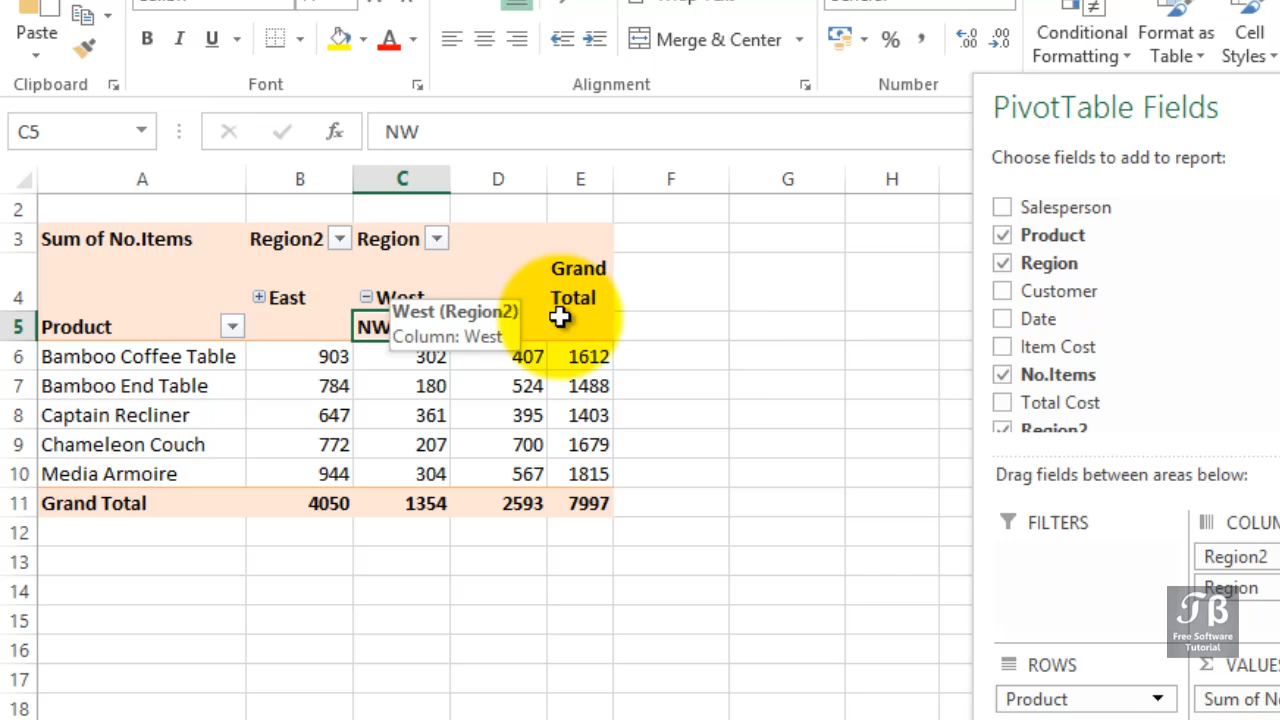 Paste
B I U A
Merge & Center
%
Conditional Formatting
Format as Table
Cell Styles
Clipboard
Font
Alignment
Number
C5
fx
NW
A B C D E F G H
2
3 Sum of No.Items Region2 Region
4 East West Grand Total
5 Product NW
West (Region2)
Column: West
6 Bamboo Coffee Table 903 302 407 1612
7 Bamboo End Table 784 180 524 1488
8 Captain Recliner 647 361 395 1403
9 Chameleon Couch 772 207 700 1679
10 Media Armoire 944 304 567 1815
11 Grand Total 4050 1354 2593 7997
12
13
14
15
16
17
18
PivotTable Fields
Choose fields to add to report:
Salesperson
Product
Region
Customer
Date
Item Cost
No.Items
Total Cost
Region2
Drag fields between areas below:
FILTERS
COLUM
Region2
Region
TB
Free Software
Tutorial
ROWS
Product
Σ VALUES
Sum of No